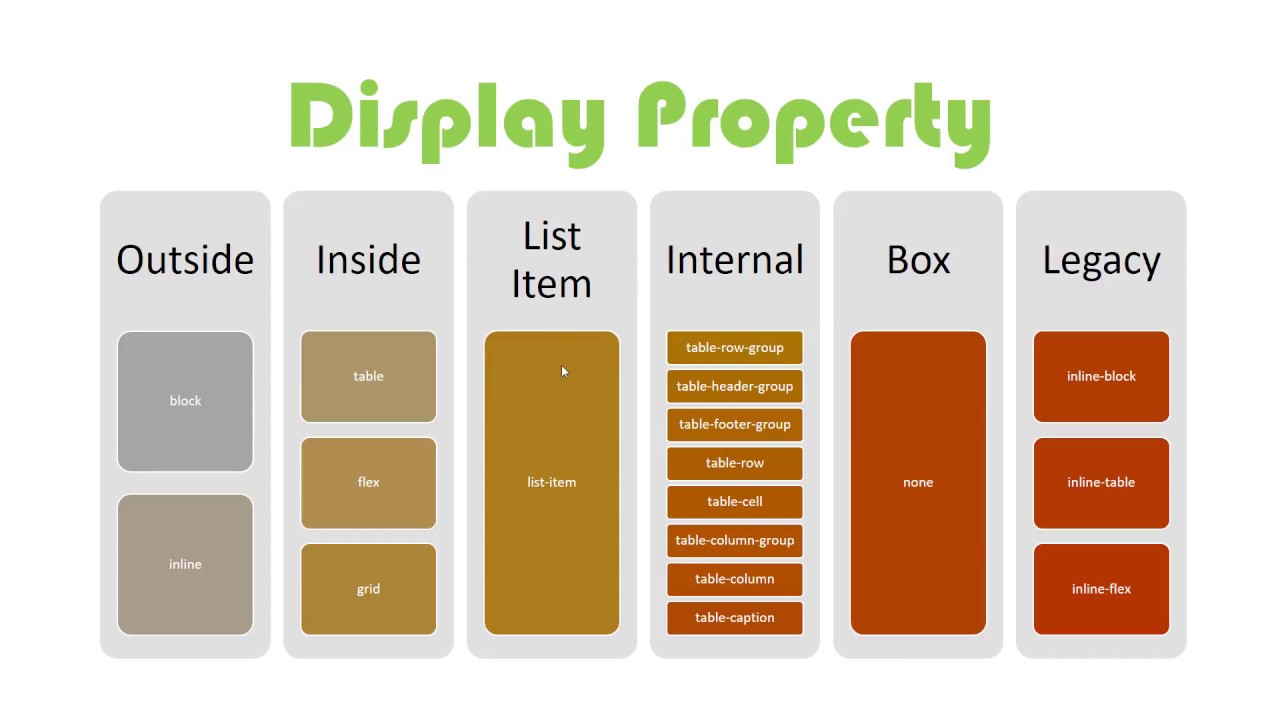 Display Property
Outside
block
inline
Inside
table
flex
grid
List
Item
list-item
Internal
table-row-group
table-header-group
table-footer-group
table-row
table-cell
table-column-group
table-column
table-caption
Box
none
Legacy
inline-block
inline-table
inline-flex